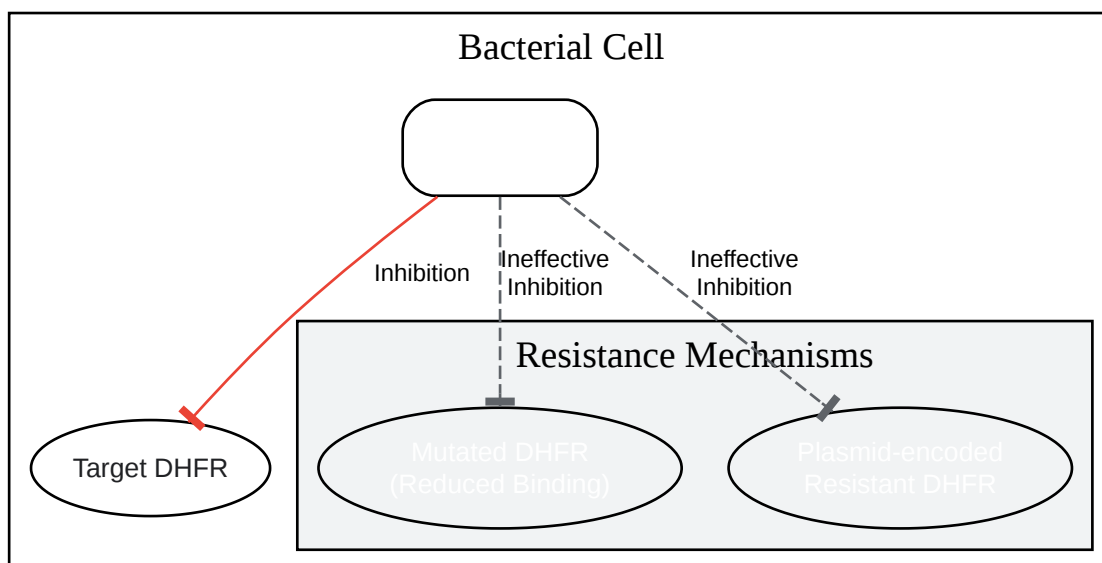 Bacterial Cell
Inhibition
Ineffective
Inhibition
Ineffective
Inhibition
Resistance Mechanisms
Target DHFR
Mutated DHFR
(Reduced Binding)
Plasmid-encoded
Resistant DHFR